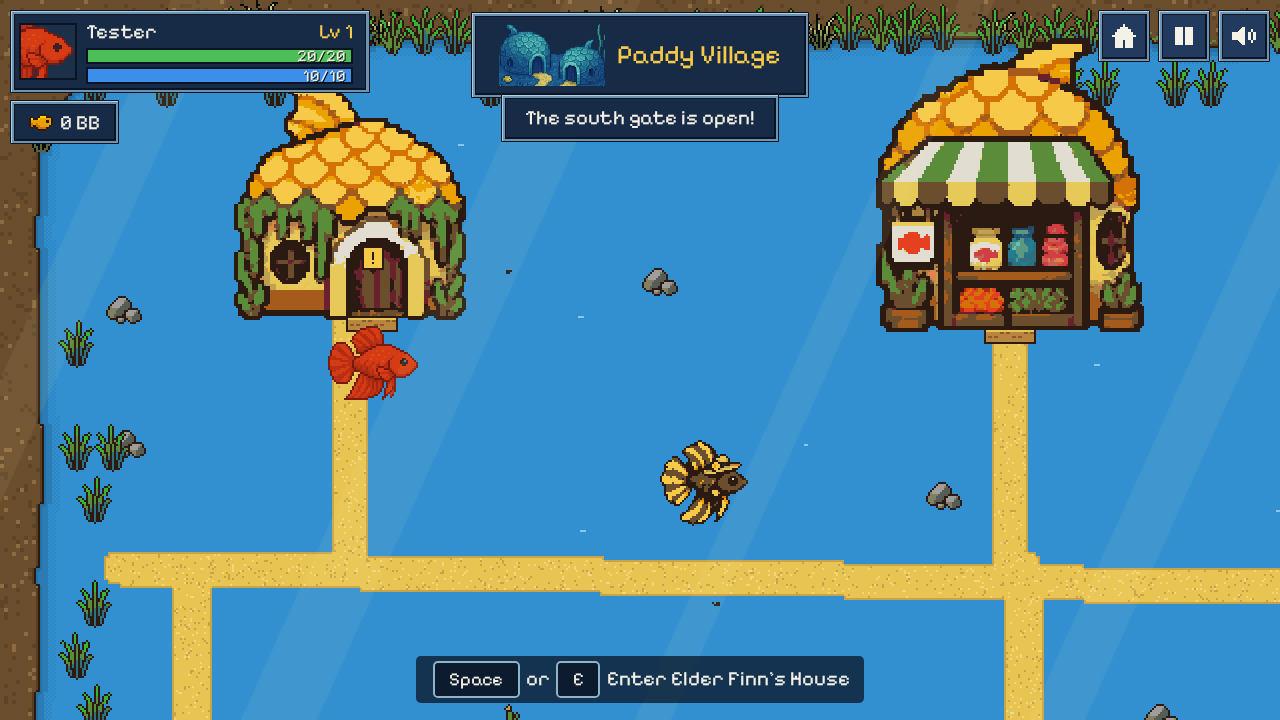 Tester Lv 1
20/20
10/10
0 BB
Paddy Village
The south gate is open!
!
Space or E Enter Elder Finn's House